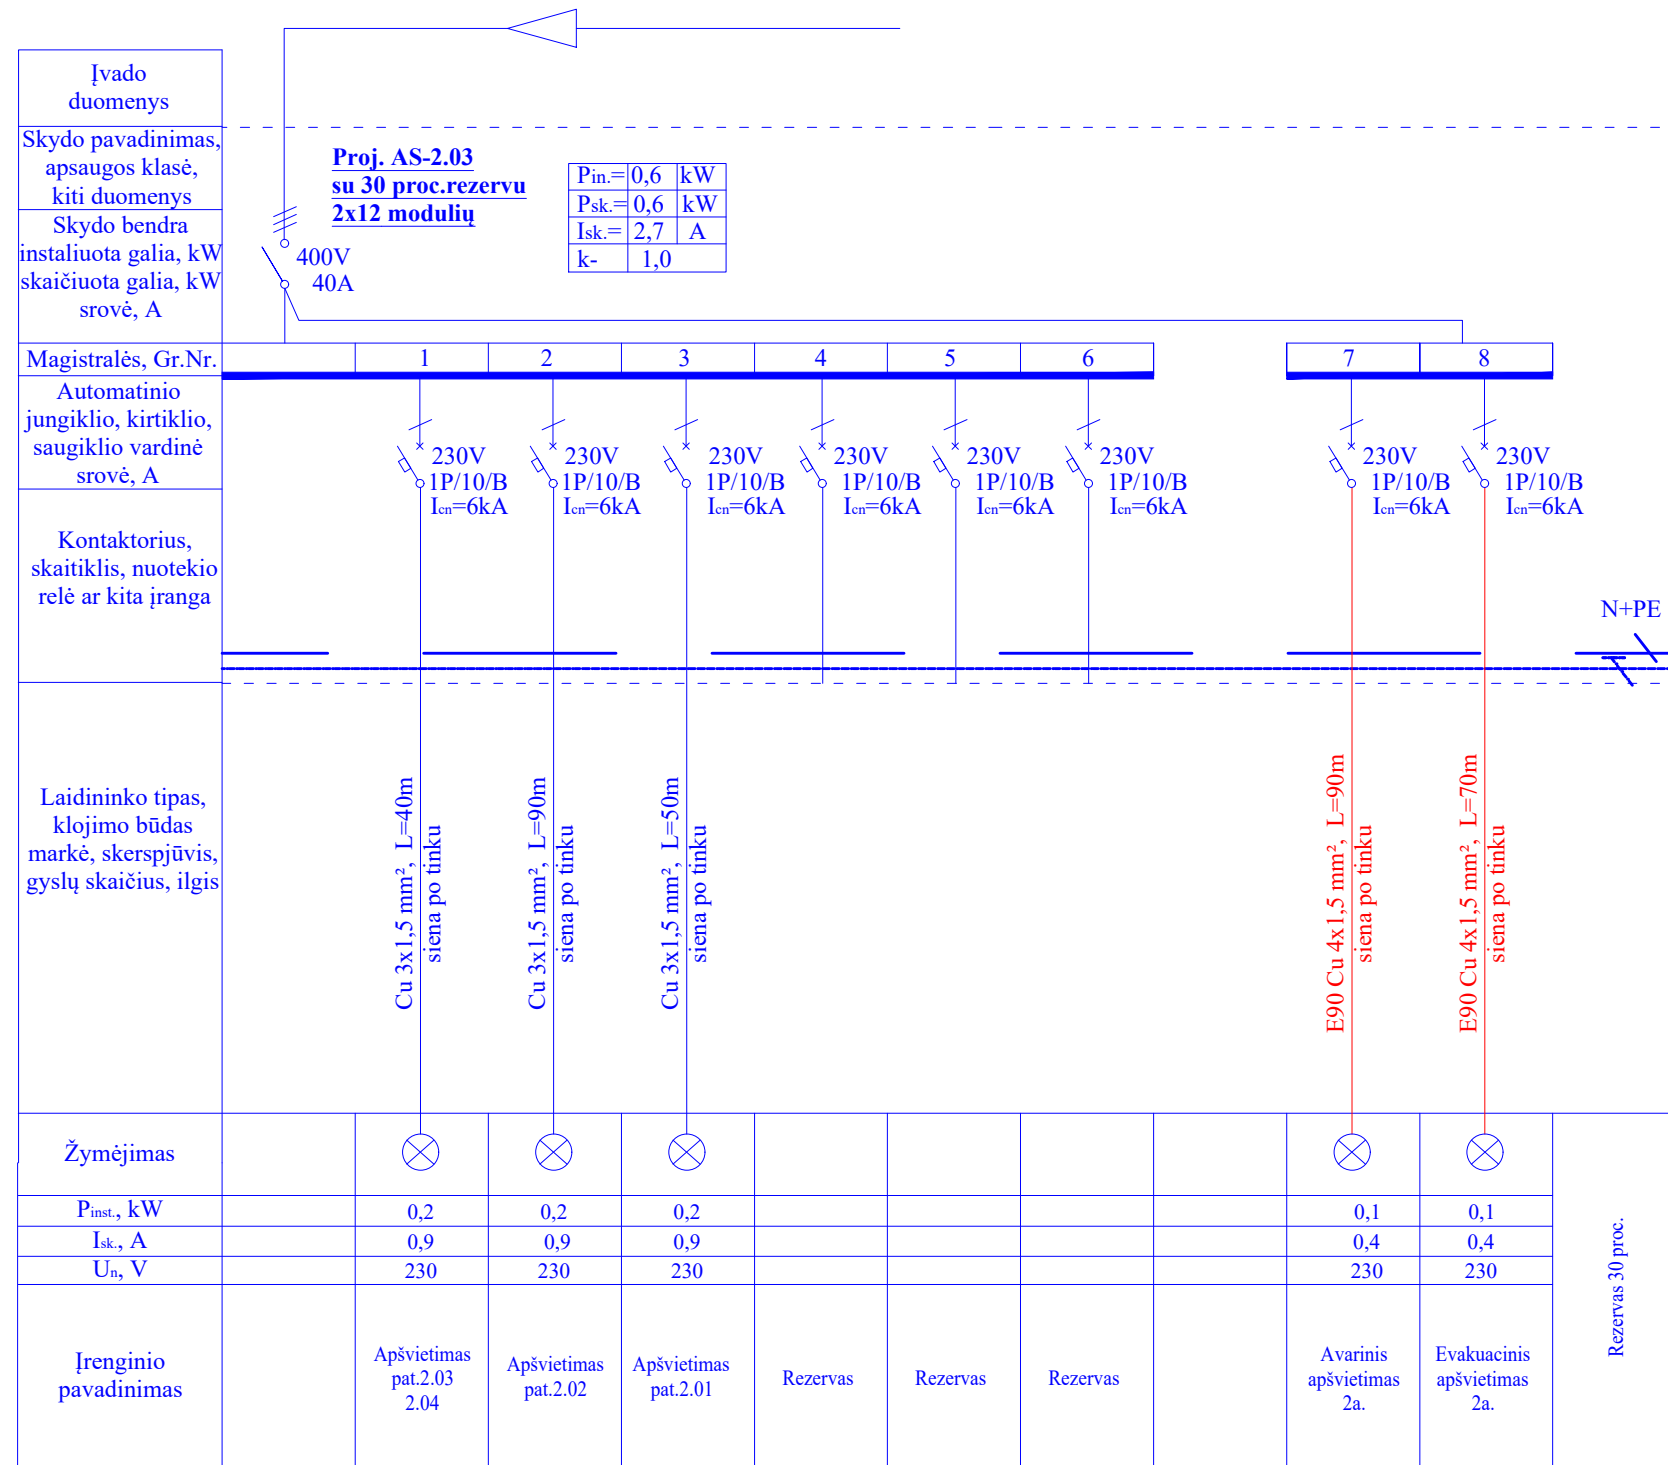 Įvado
duomenys
Skydo pavadinimas,
apsaugos klasė,
kiti duomenys
Skydo bendra
instaliuota galia, kW
skaičiuota galia, kW
srovė, A
Proj. AS-2.03
su 30 proc.rezervu
2x12 modulių
Pin.= 0,6 kW
Psk.= 0,6 kW
Isk.= 2,7 A
k- 1,0
400V
40A
Magistralės, Gr.Nr. 1 2 3 4 5 6 7 8
Automatinio
jungiklio, kirtiklio,
saugiklio vardinė
srovė, A
230V 230V 230V 230V 230V 230V 230V 230V
1P/10/B 1P/10/B 1P/10/B 1P/10/B 1P/10/B 1P/10/B 1P/10/B 1P/10/B
Icn=6kA Icn=6kA Icn=6kA Icn=6kA Icn=6kA Icn=6kA Icn=6kA Icn=6kA
Kontaktorius,
skaitiklis, nuotekio
relė ar kita įranga
N+PE
Laidininko tipas,
klojimo būdas
markė, skerspjūvis,
gyslų skaičius, ilgis
Cu 3x1,5 mm², L=40m
siena po tinku
Cu 3x1,5 mm², L=90m
siena po tinku
Cu 3x1,5 mm², L=50m
siena po tinku
E90 Cu 4x1,5 mm², L=90m
siena po tinku
E90 Cu 4x1,5 mm², L=70m
siena po tinku
Žymėjimas
Pinst., kW 0,2 0,2 0,2 0,1 0,1
Isk., A 0,9 0,9 0,9 0,4 0,4
Un, V 230 230 230 230 230
Įrenginio
pavadinimas
Apšvietimas
pat.2.03
2.04
Apšvietimas
pat.2.02
Apšvietimas
pat.2.01
Rezervas
Rezervas
Rezervas
Avarinis
apšvietimas
2a.
Evakuacinis
apšvietimas
2a.
Rezervas 30 proc.